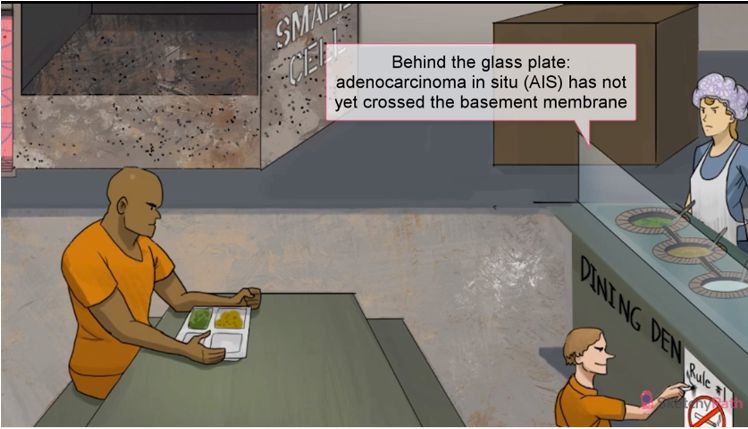 SMALL
CELL
Behind the glass plate:
adenocarcinoma in situ (AIS) has not
yet crossed the basement membrane
DINING DEN
Rule #1
SketchyPath